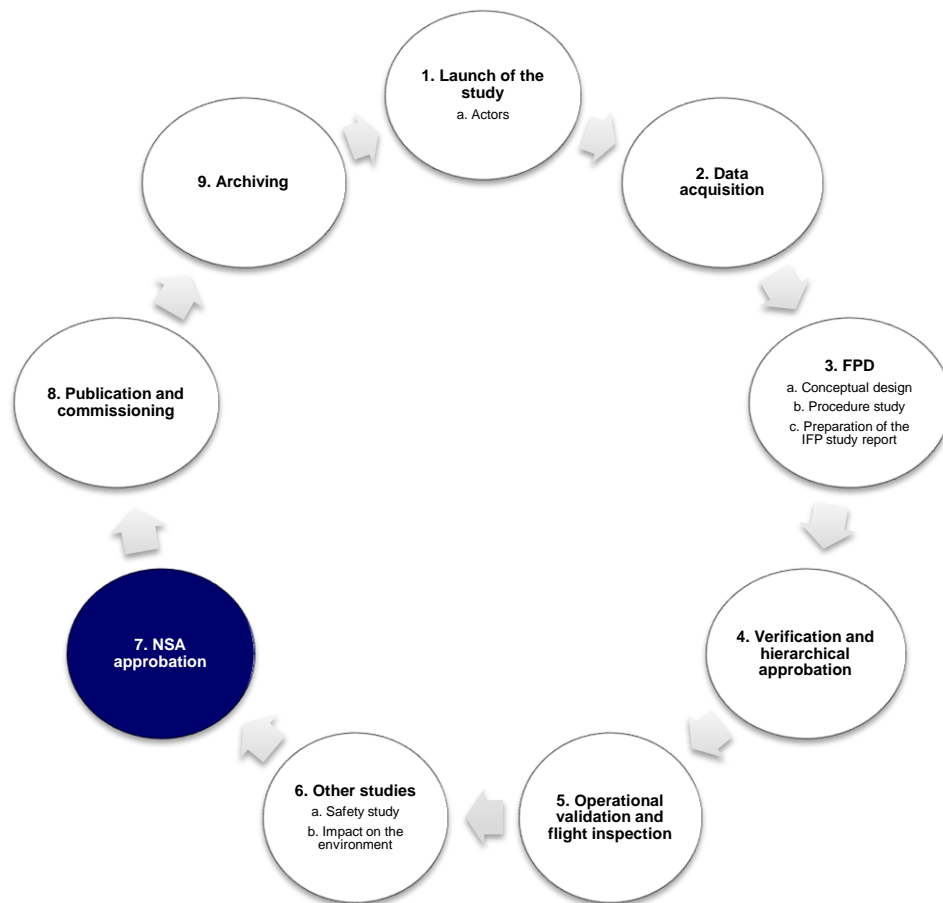 1. Launch of the
study
a. Actors
2. Data
acquisition
3. FPD
a. Conceptual design
b. Procedure study
c. Preparation of the
IFP study report
4. Verification and
hierarchical
approbation
5. Operational
validation and
flight inspection
6. Other studies
a. Safety study
b. Impact on the
environment
7. NSA
approbation
8. Publication and
commissioning
9. Archiving